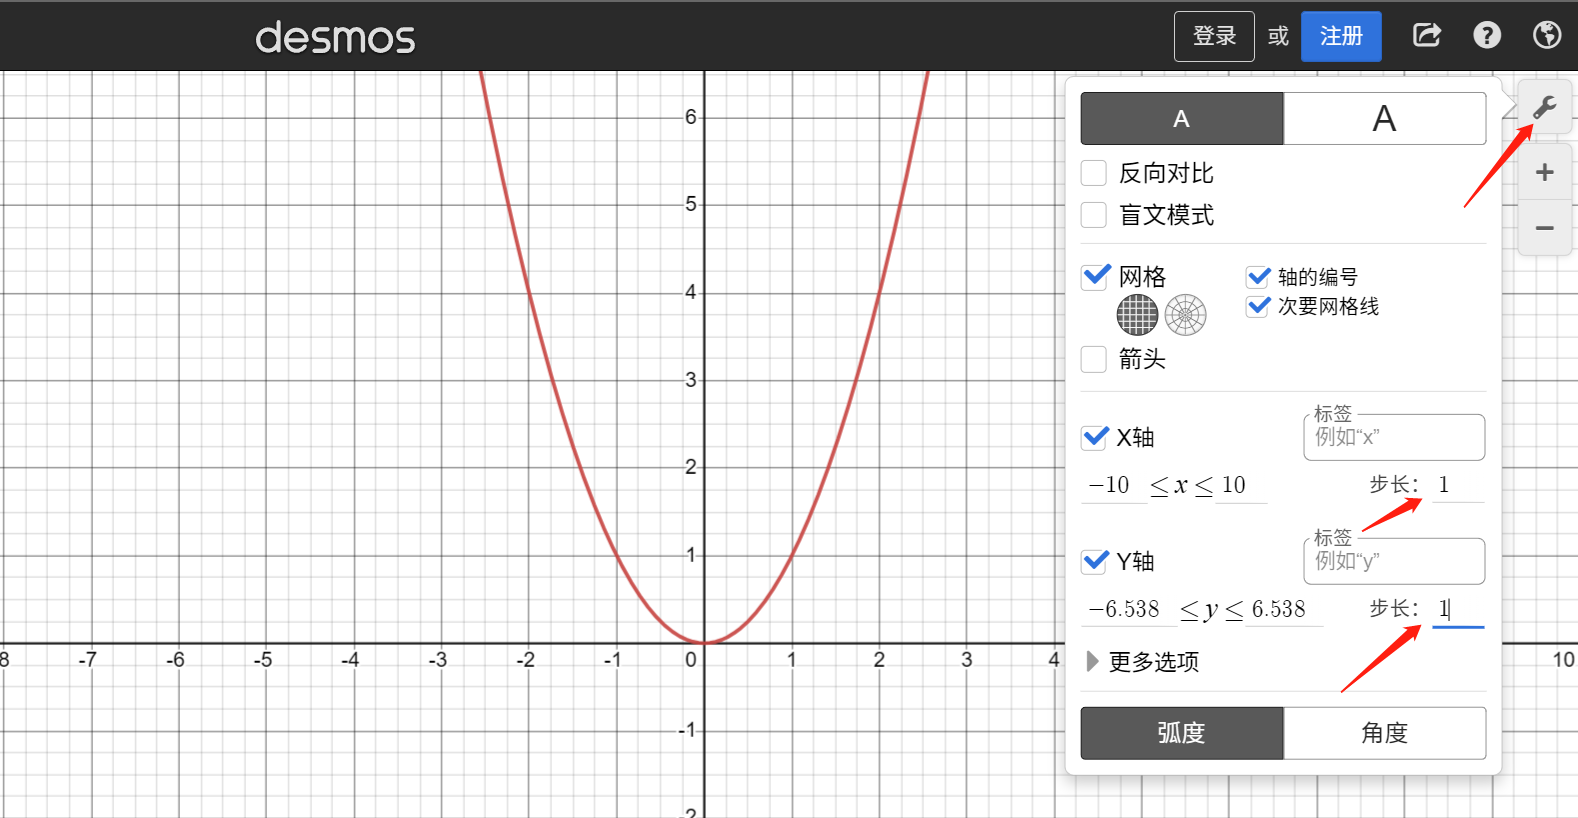 desmos
登录 或 注册
A A
反向对比
盲文模式
网格
轴的编号
次要网格线
箭头
X轴
标签
例如“x”
−10 ≤ x ≤ 10
步长： 1
Y轴
标签
例如“y”
−6.538 ≤ y ≤ 6.538
步长： 1
更多选项
弧度 角度
+
−
6
5
4
3
2
1
8 -7 -6 -5 -4 -3 -2 -1 0 1 2 3 4 10
-1
-2